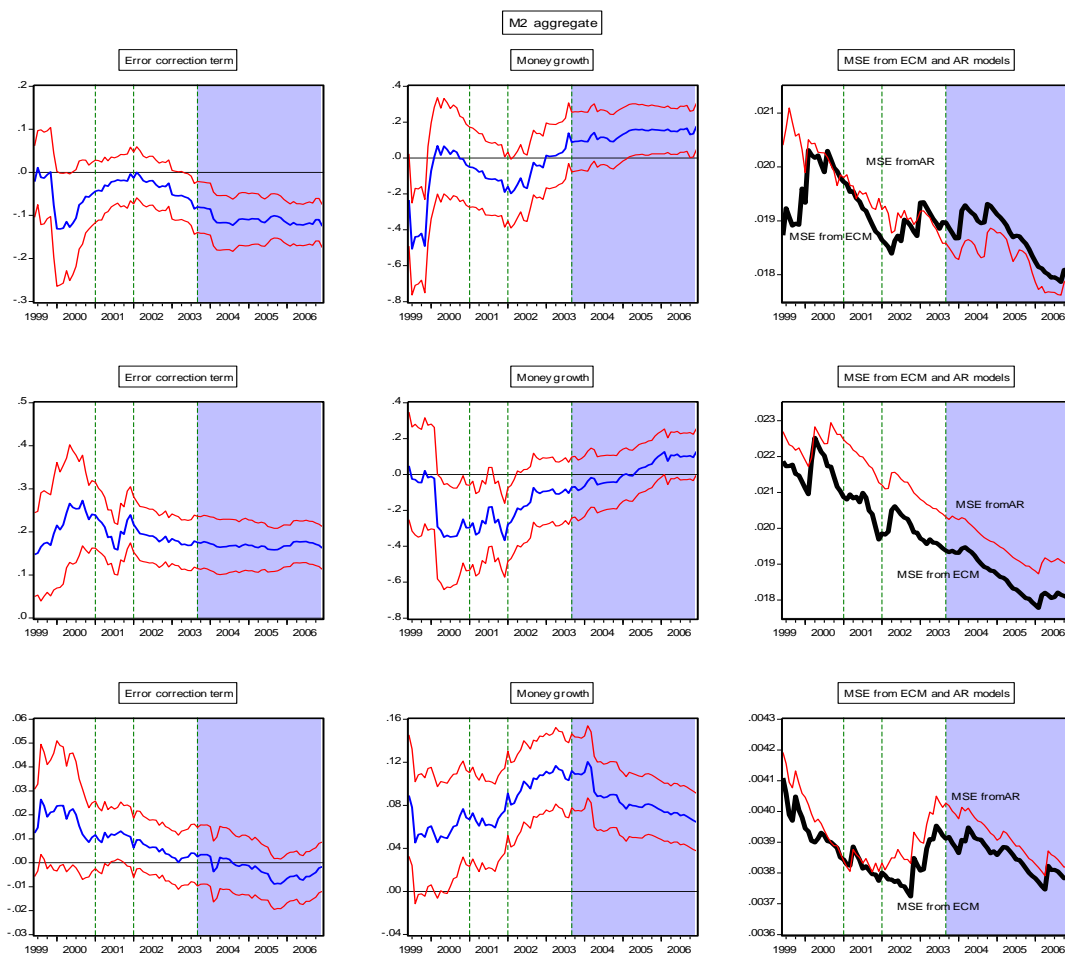 M2 aggregate
Error correction term
Money growth
MSE from ECM and AR models
.2
.1
.0
-.1
-.2
-.3
1999 2000 2001 2002 2003 2004 2005 2006
.4
.2
.0
-.2
-.4
-.6
-.8
1999 2000 2001 2002 2003 2004 2005 2006
.021
.020
.019
.018
MSE fromAR
MSE from ECM
1999 2000 2001 2002 2003 2004 2005 2006
Error correction term
Money growth
MSE from ECM and AR models
.5
.4
.3
.2
.1
.0
1999 2000 2001 2002 2003 2004 2005 2006
.4
.2
.0
-.2
-.4
-.6
-.8
1999 2000 2001 2002 2003 2004 2005 2006
.023
.022
.021
.020
.019
.018
MSE fromAR
MSE from ECM
1999 2000 2001 2002 2003 2004 2005 2006
Error correction term
Money growth
MSE from ECM and AR models
.06
.05
.04
.03
.02
.01
.00
-.01
-.02
-.03
1999 2000 2001 2002 2003 2004 2005 2006
.16
.12
.08
.04
.00
-.04
1999 2000 2001 2002 2003 2004 2005 2006
.0043
.0042
.0041
.0040
.0039
.0038
.0037
.0036
MSE fromAR
MSE from ECM
1999 2000 2001 2002 2003 2004 2005 2006